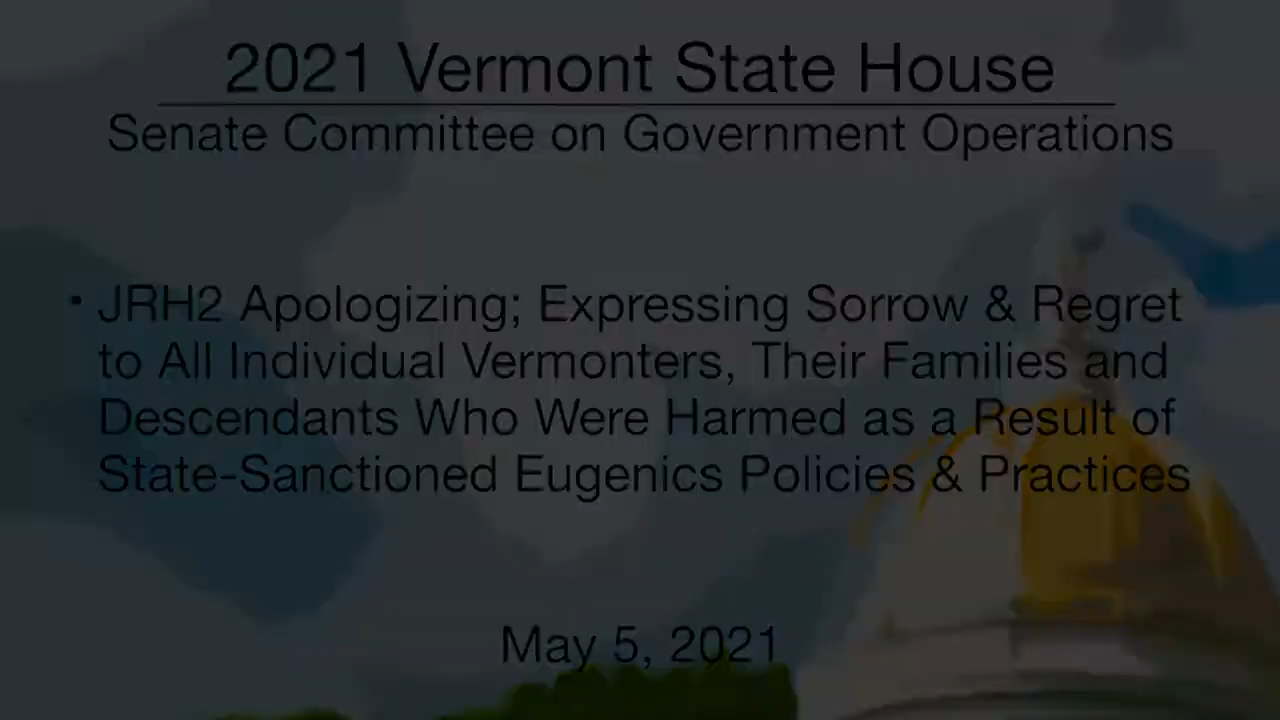 2021 Vermont State House
Senate Committee on Government Operations
• JRH2 Apologizing; Expressing Sorrow & Regret
to All Individual Vermonters, Their Families and
Descendants Who Were Harmed as a Result of
State-Sanctioned Eugenics Policies & Practices
May 5, 2021